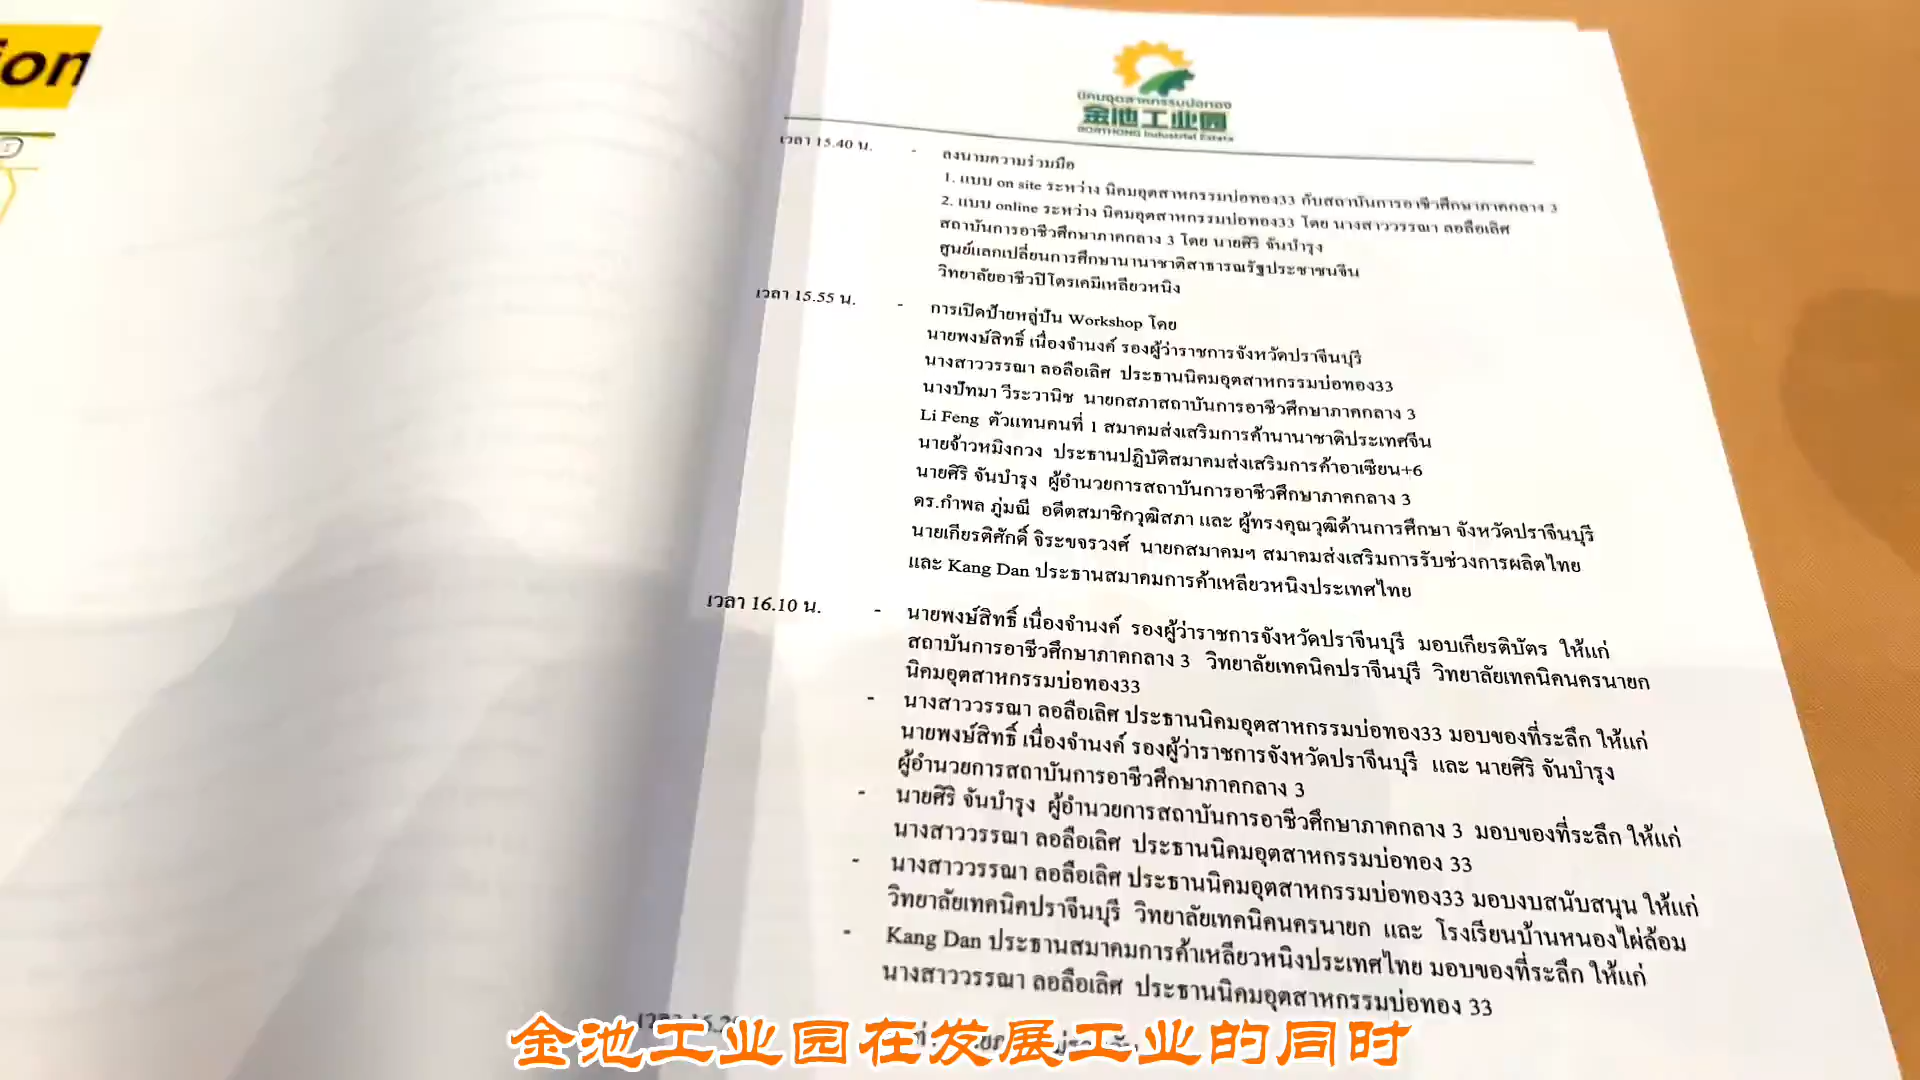 ion
นิคมอุตสาหกรรมบ่อทอง
金池工业园
BORTHONG Industrial Estate
เวลา 15.40 น. - ลงนามความร่วมมือ
1. แบบ on site ระหว่าง นิคมอุตสาหกรรมบ่อทอง33 กับสถาบันการอาชีวศึกษาภาคกลาง 3
2. แบบ online ระหว่าง นิคมอุตสาหกรรมบ่อทอง33 โดย นางสาววรรณา ลอลือเลิศ
สถาบันการอาชีวศึกษาภาคกลาง 3 โดย นายศิริ จันบำรุง
ศูนย์แลกเปลี่ยนการศึกษานานาชาติสาธารณรัฐประชาชนจีน
วิทยาลัยอาชีวปิโตรเคมีเหลียวหนิง
เวลา 15.55 น. - การเปิดป้ายหลู่ปัน Workshop โดย
นายพงษ์สิทธิ์ เนื่องจำนงค์ รองผู้ว่าราชการจังหวัดปราจีนบุรี
นางสาววรรณา ลอลือเลิศ ประธานนิคมอุตสาหกรรมบ่อทอง33
นางปัทมา วีระวานิช นายกสภาสถาบันการอาชีวศึกษาภาคกลาง 3
Li Feng ตัวแทนคนที่ 1 สมาคมส่งเสริมการค้านานาชาติประเทศจีน
นายจ้าวหมิงกวง ประธานปฏิบัติสมาคมส่งเสริมการค้าอาเซียน+6
นายศิริ จันบำรุง ผู้อำนวยการสถาบันการอาชีวศึกษาภาคกลาง 3
ดร.กำพล ภู่มณี อดีตสมาชิกวุฒิสภา และ ผู้ทรงคุณวุฒิด้านการศึกษา จังหวัดปราจีนบุรี
นายเกียรติศักดิ์ จิระขจรวงศ์ นายกสมาคมฯ สมาคมส่งเสริมการรับช่วงการผลิตไทย
และ Kang Dan ประธานสมาคมการค้าเหลียวหนิงประเทศไทย
เวลา 16.10 น. - นายพงษ์สิทธิ์ เนื่องจำนงค์ รองผู้ว่าราชการจังหวัดปราจีนบุรี มอบเกียรติบัตร ให้แก่
สถาบันการอาชีวศึกษาภาคกลาง 3 วิทยาลัยเทคนิคปราจีนบุรี วิทยาลัยเทคนิคนครนายก
นิคมอุตสาหกรรมบ่อทอง33
- นางสาววรรณา ลอลือเลิศ ประธานนิคมอุตสาหกรรมบ่อทอง33 มอบของที่ระลึก ให้แก่
นายพงษ์สิทธิ์ เนื่องจำนงค์ รองผู้ว่าราชการจังหวัดปราจีนบุรี และ นายศิริ จันบำรุง
ผู้อำนวยการสถาบันการอาชีวศึกษาภาคกลาง 3
- นายศิริ จันบำรุง ผู้อำนวยการสถาบันการอาชีวศึกษาภาคกลาง 3 มอบของที่ระลึก ให้แก่
นางสาววรรณา ลอลือเลิศ ประธานนิคมอุตสาหกรรมบ่อทอง 33
- นางสาววรรณา ลอลือเลิศ ประธานนิคมอุตสาหกรรมบ่อทอง33 มอบงบสนับสนุน ให้แก่
วิทยาลัยเทคนิคปราจีนบุรี วิทยาลัยเทคนิคนครนายก และ โรงเรียนบ้านหนองไผ่ล้อม
- Kang Dan ประธานสมาคมการค้าเหลียวหนิงประเทศไทย มอบของที่ระลึก ให้แก่
นางสาววรรณา ลอลือเลิศ ประธานนิคมอุตสาหกรรมบ่อทอง 33
金池工业园在发展工业的同时